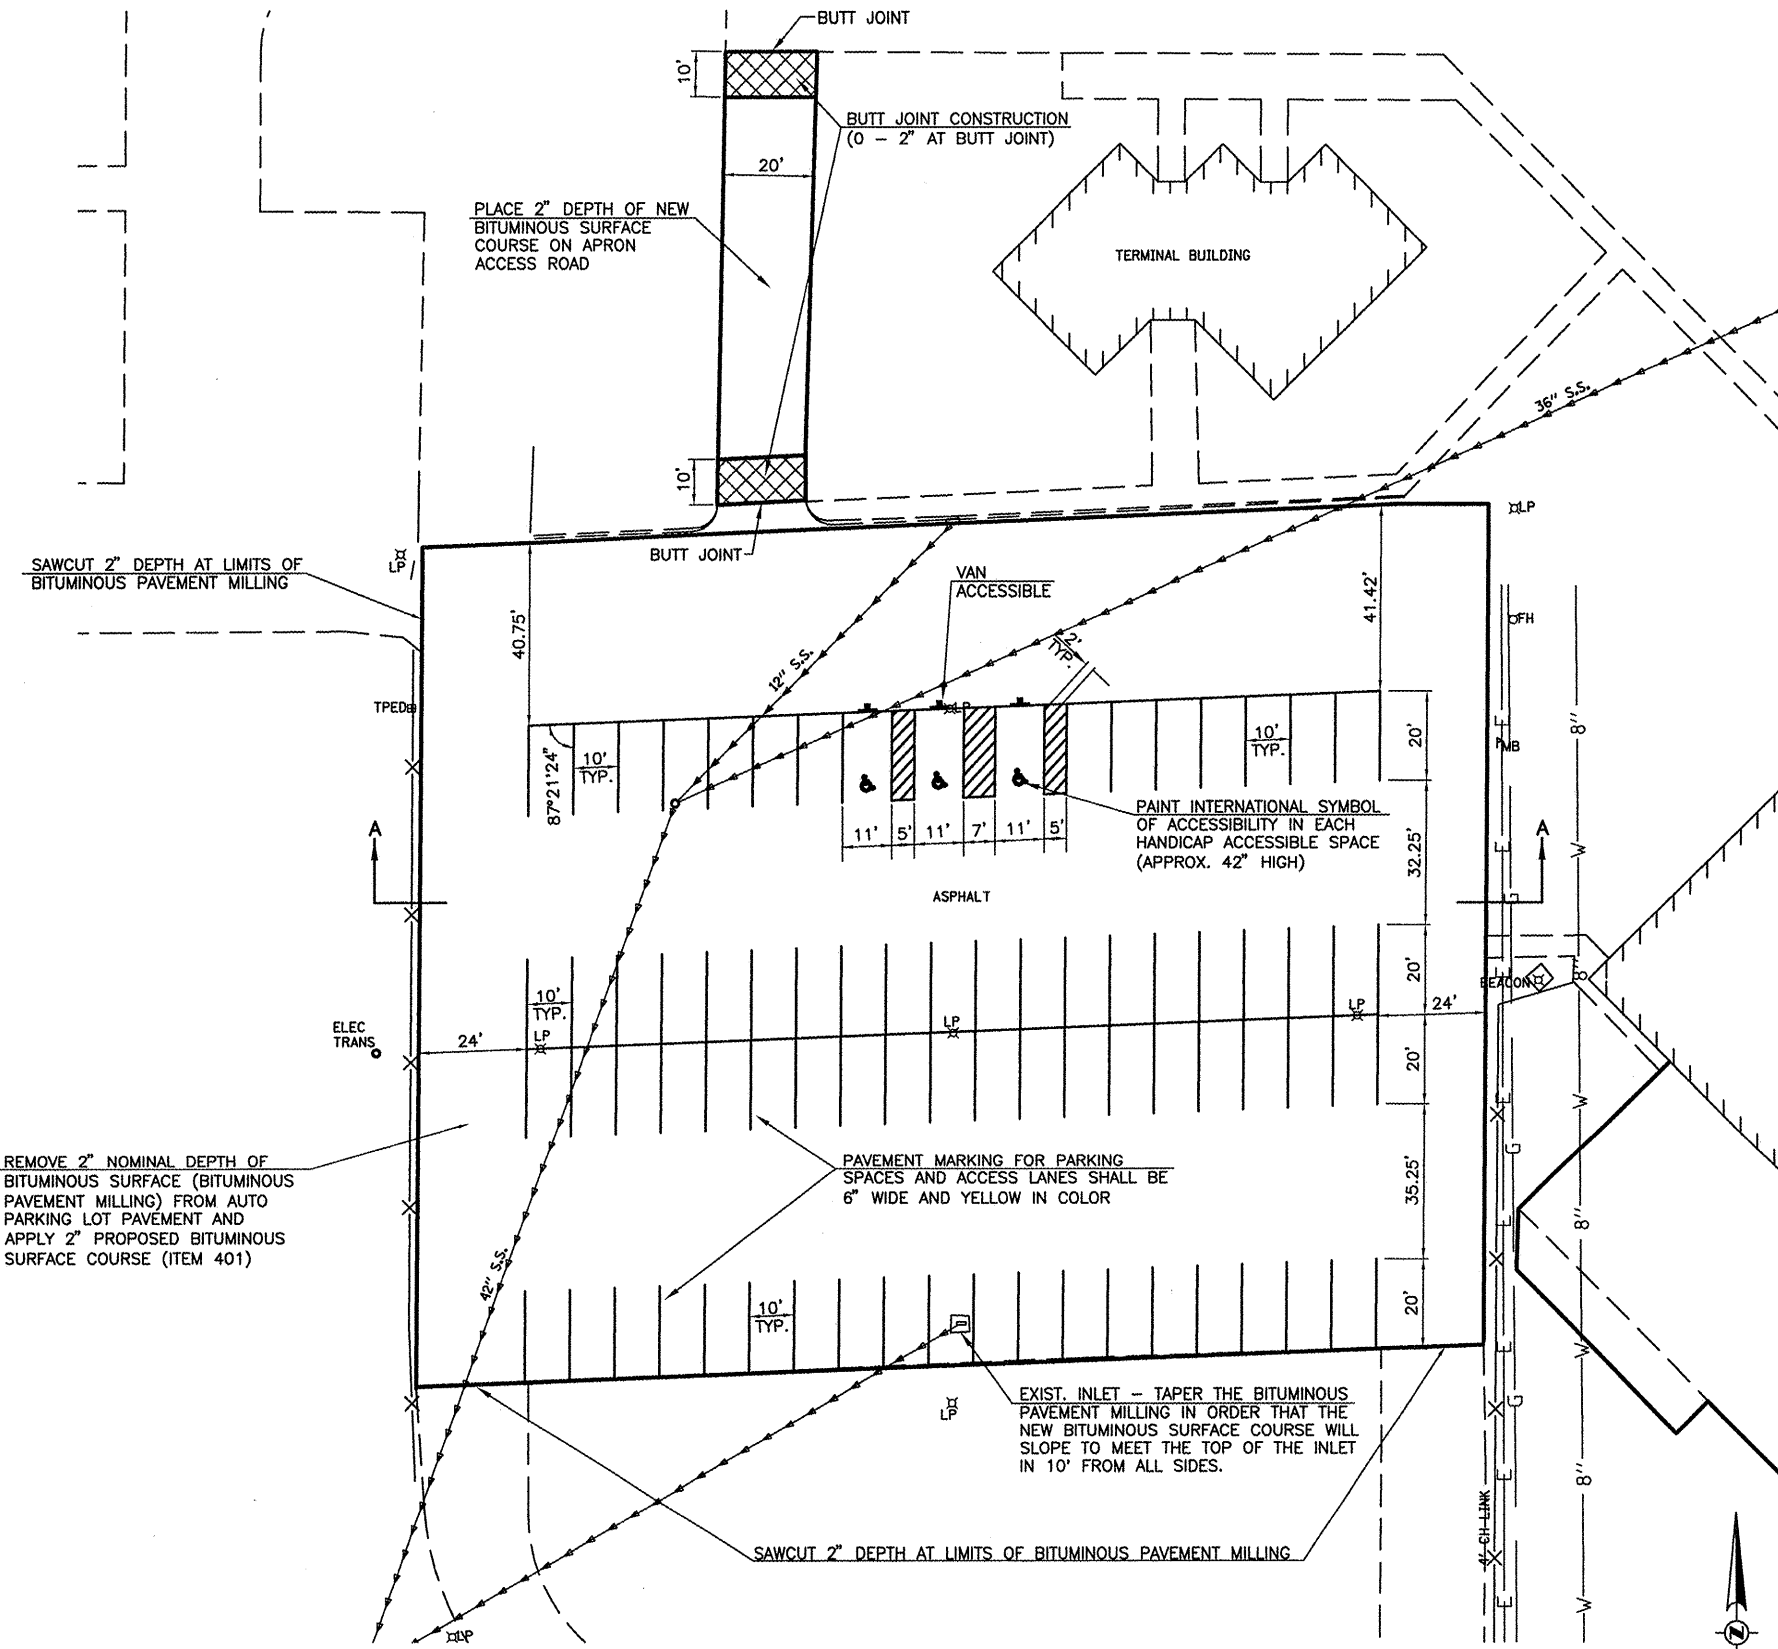 BUTT JOINT
10'
BUTT JOINT CONSTRUCTION
(0 - 2" AT BUTT JOINT)
20'
PLACE 2" DEPTH OF NEW
BITUMINOUS SURFACE
COURSE ON APRON
ACCESS ROAD
TERMINAL BUILDING
36" S.S.
10'
BUTT JOINT
LP
LP
SAWCUT 2" DEPTH AT LIMITS OF
BITUMINOUS PAVEMENT MILLING
VAN
ACCESSIBLE
40.75'
41.42'
FH
12" S.S.
2'
TYP.
TPED
LP
87°21'24"
10'
TYP.
10'
TYP.
20'
8"
MB
PAINT INTERNATIONAL SYMBOL
OF ACCESSIBILITY IN EACH
HANDICAP ACCESSIBLE SPACE
(APPROX. 42" HIGH)
11'
5'
11'
7'
11'
5'
32.25'
A
A
W
ASPHALT
G
20'
8"
BEACON
10'
TYP.
LP
LP
LP
24'
24'
ELEC
TRANS
20'
E
W
REMOVE 2" NOMINAL DEPTH OF
BITUMINOUS SURFACE (BITUMINOUS
PAVEMENT MILLING) FROM AUTO
PARKING LOT PAVEMENT AND
APPLY 2" PROPOSED BITUMINOUS
SURFACE COURSE (ITEM 401)
PAVEMENT MARKING FOR PARKING
SPACES AND ACCESS LANES SHALL BE
6" WIDE AND YELLOW IN COLOR
35.25'
G
8"
42" S.S.
10'
TYP.
20'
E
W
EXIST. INLET - TAPER THE BITUMINOUS
PAVEMENT MILLING IN ORDER THAT THE
NEW BITUMINOUS SURFACE COURSE WILL
SLOPE TO MEET THE TOP OF THE INLET
IN 10' FROM ALL SIDES.
LP
G
8"
E
4' CH LINK
SAWCUT 2" DEPTH AT LIMITS OF BITUMINOUS PAVEMENT MILLING
E
W
LP
N